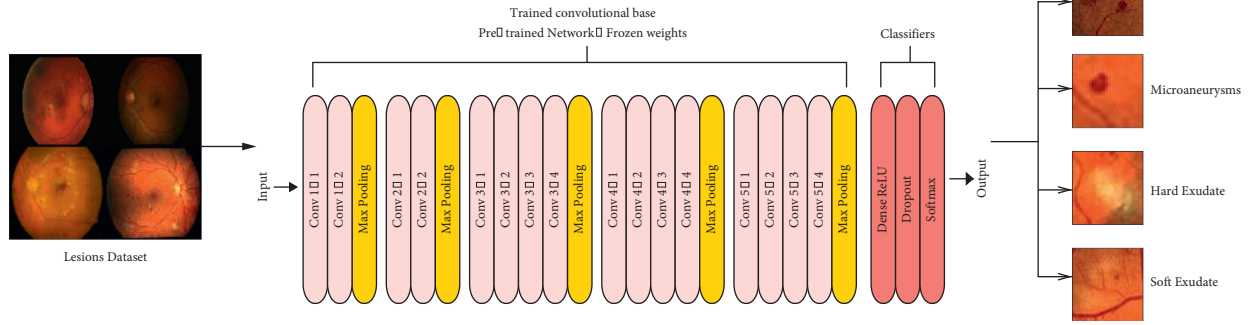 Trained convolutional base
Pre▯ trained Network▯ Frozen weights
Classifiers
Lesions Dataset
Input
Conv 1▯ 1
Conv 1▯ 2
Max Pooling
Conv 2▯ 1
Conv 2▯ 2
Max Pooling
Conv 3▯ 1
Conv 3▯ 2
Conv 3▯ 3
Conv 3▯ 4
Max Pooling
Conv 4▯ 1
Conv 4▯ 2
Conv 4▯ 3
Conv 4▯ 4
Max Pooling
Conv 5▯ 1
Conv 5▯ 2
Conv 5▯ 3
Conv 5▯ 4
Max Pooling
Dense ReLU
Dropout
Softmax
Output
Microaneurysms
Hard Exudate
Soft Exudate